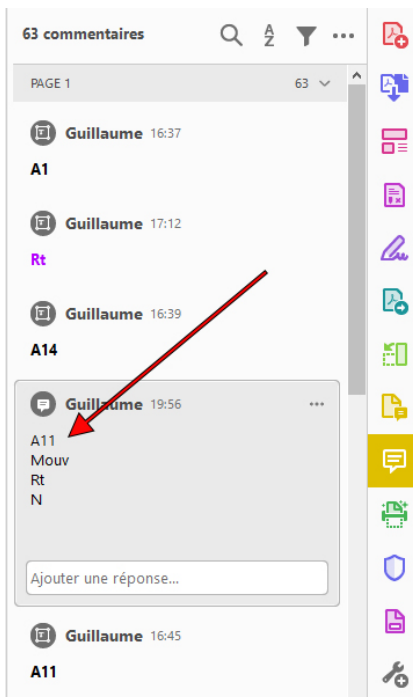 63 commentaires
PAGE 1 63
Guillaume 16:37
A1
Guillaume 17:12
Rt
Guillaume 16:39
A14
Guillaume 19:56
A11
Mouv
Rt
N
Ajouter une réponse...
Guillaume 16:45
A11